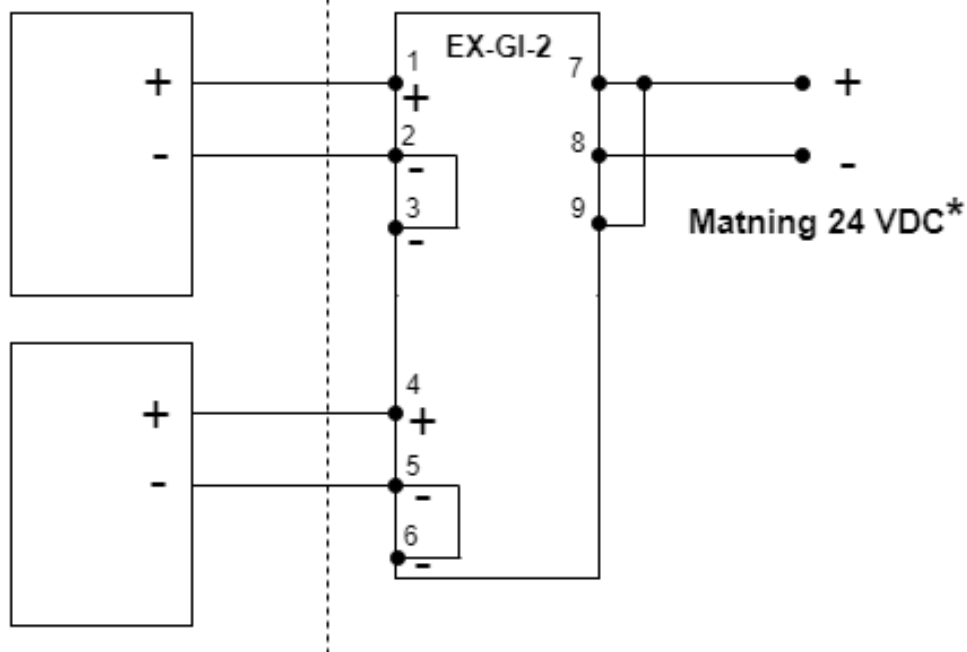 EX-GI-2
+ 1 + 7 +
- 2 - 8 -
3 - 9
Matning 24 VDC*
+ 4 +
- 5 -
6 -